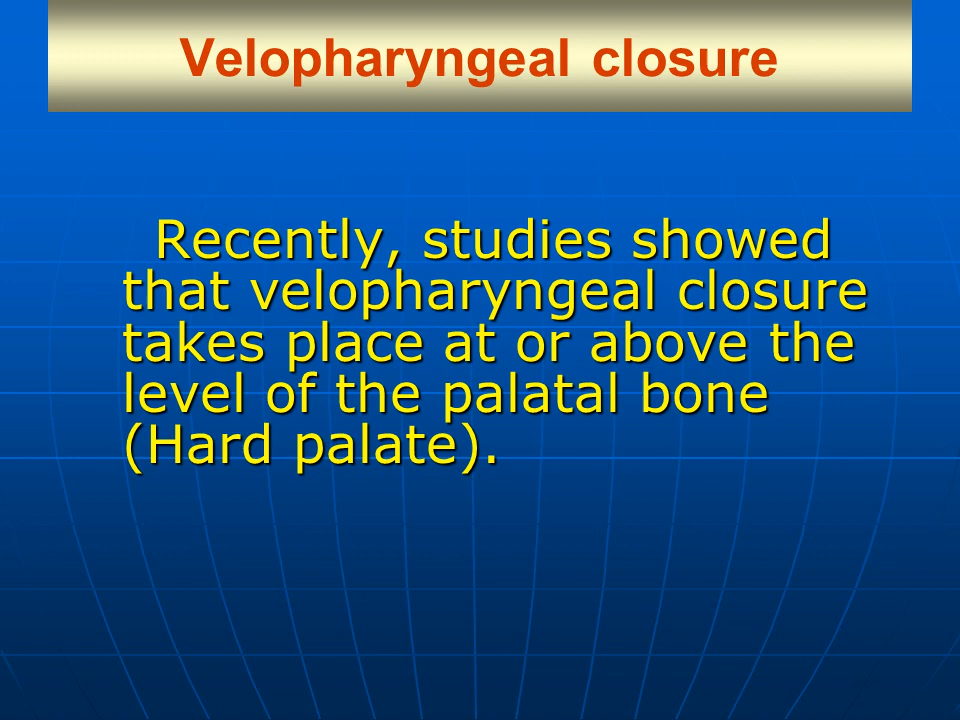 Velopharyngeal closure
Recently, studies showed
that velopharyngeal closure
takes place at or above the
level of the palatal bone
(Hard palate).